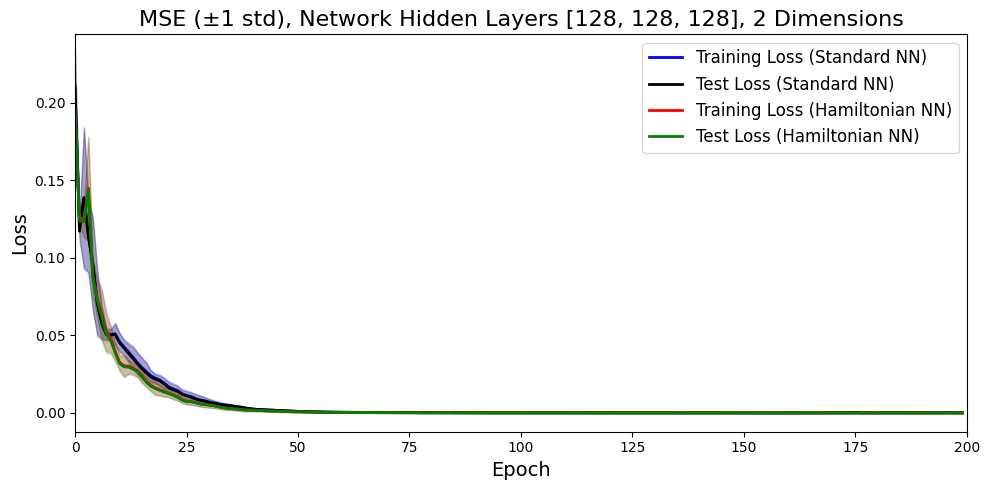 MSE (±1 std), Network Hidden Layers [128, 128, 128], 2 Dimensions
Training Loss (Standard NN)
Test Loss (Standard NN)
Training Loss (Hamiltonian NN)
Test Loss (Hamiltonian NN)
Loss
0.20
0.15
0.10
0.05
0.00
0 25 50 75 100 125 150 175 200
Epoch